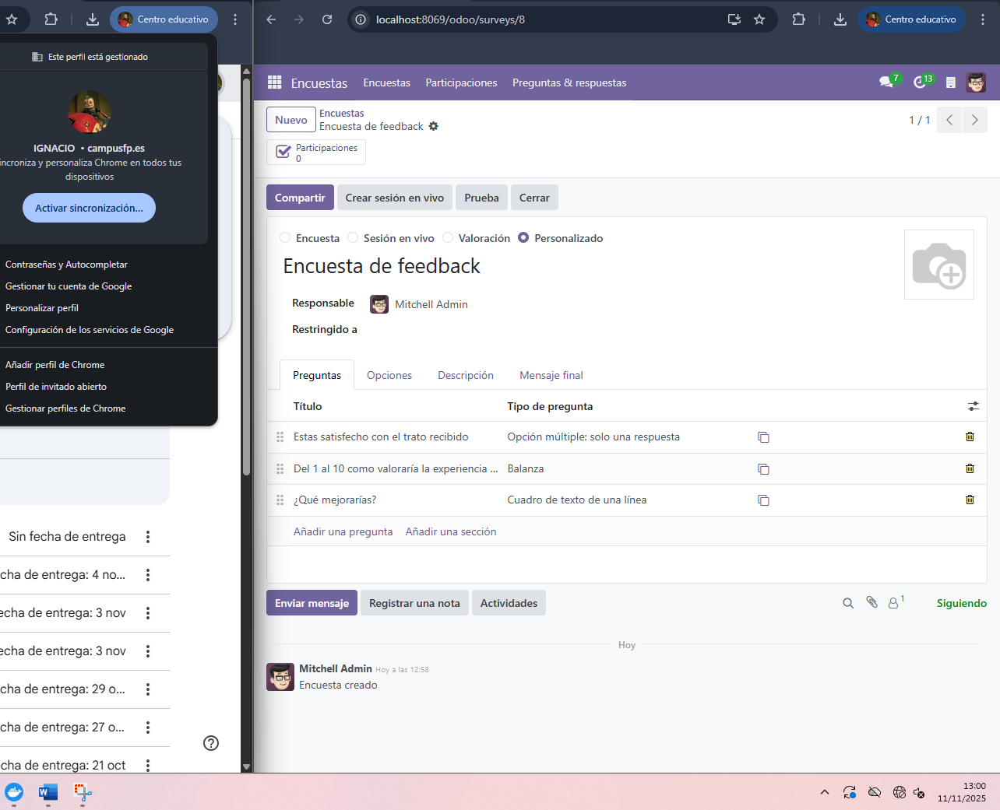 Centro educativo
Este perfil está gestionado
IGNACIO • campusfp.es
incroniza y personaliza Chrome en todos tus
dispositivos
Activar sincronización...
Contraseñas y Autocompletar
Gestionar tu cuenta de Google
Personalizar perfil
Configuración de los servicios de Google
Añadir perfil de Chrome
Perfil de invitado abierto
Gestionar perfiles de Chrome
Sin fecha de entrega
cha de entrega: 4 no...
echa de entrega: 3 nov
echa de entrega: 3 nov
cha de entrega: 29 o...
cha de entrega: 27 o...
echa de entrega: 21 oct
localhost:8069/odoo/surveys/8
Centro educativo
Encuestas
Encuestas
Participaciones
Preguntas & respuestas
7
13
Nuevo
Encuestas
Encuesta de feedback
1 / 1
Participaciones
0
Compartir
Crear sesión en vivo
Prueba
Cerrar
Encuesta
Sesión en vivo
Valoración
Personalizado
Encuesta de feedback
Responsable
Mitchell Admin
Restringido a
Preguntas
Opciones
Descripción
Mensaje final
Título
Tipo de pregunta
Estas satisfecho con el trato recibido
Opción múltiple: solo una respuesta
Del 1 al 10 como valoraría la experiencia ...
Balanza
¿Qué mejorarías?
Cuadro de texto de una línea
Añadir una pregunta
Añadir una sección
Enviar mensaje
Registrar una nota
Actividades
1
Siguiendo
Hoy
Mitchell Admin Hoy a las 12:58
Encuesta creado
W
13:00
11/11/2025